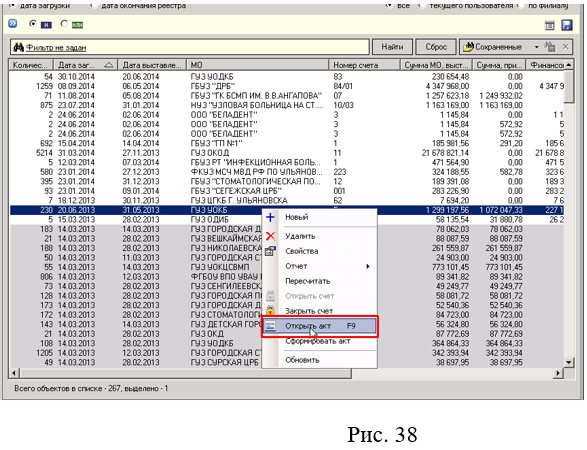 дата загрузки дата окончания реестра все текущего пользователя по филиалу
и или
Фильтр не задан Найти Сброс Сохраненные
Количес... Дата заг... Дата выставле... МО Номер счета Сумма МО, выст... Сумма, при... Финансо
54 30.10.2014 20.06.2014 ГУЗ УОДКБ 83 230 654,48 0,00
1259 08.09.2014 06.05.2014 ГБУЗ "ДРБ" 84/01 4 347 968,00 0,00 4 347 9
71 11.08.2014 05.08.2014 ГБУЗ "ГК БСМП ИМ. В.В.АНГАПОВА" 07 1 257 623,18 1 249 932,02
875 23.07.2014 31.01.2014 НУЗ "УЗЛОВАЯ БОЛЬНИЦА НА СТ.... 10/03 1 163 169,00 1 163 169,00
2 24.06.2014 02.06.2014 ООО "БЕЛАДЕНТ" 3 1 145,84 0,00 1 1
2 24.06.2014 02.06.2014 ООО "БЕЛАДЕНТ" 3 1 145,84 572,92 5
2 24.06.2014 02.06.2014 ООО "БЕЛАДЕНТ" 3 1 145,84 572,92 5
692 15.04.2014 14.04.2014 ГБУЗ "ТП №1" 1 185 981,56 291,20 185 6
5214 31.03.2014 27.11.2013 ГУЗ ОКОД 11 21 678 821,14 0,00 21 678 8
5 12.03.2014 07.03.2014 ГБУЗ РТ "ИНФЕКЦИОННАЯ БОЛЬ... 1 471 564,90 0,00 471 5
580 23.01.2014 27.12.2013 ФКУЗ МСЧ МВД РФ ПО УЛЬЯНОВ... 223 324 188,55 582,78 323 6
395 23.01.2014 31.12.2013 ГБУЗ "СТОМАТОЛОГИЧЕСКАЯ ПО... 12 189 391,08 0,00 189 3
93 23.01.2014 09.01.2014 ГБУЗ "СЕГЕЖСКАЯ ЦРБ" 001 283 226,90 0,00 283 2
7 18.12.2013 30.11.2013 ГУЗ ЦГКБ Г. УЛЬЯНОВСКА 62 7 694,20 0,00 7 6
230 20.06.2013 31.05.2013 ГУЗ УОКБ 1 299 197,56 1 072 047,33 227 1
5 15.03.2013 28.02.2013 ГУЗ ОДИБ 58 135,54 31 880,78 26 2
183 14.03.2013 28.02.2013 ГУЗ ГОРОДСКАЯ 78 062,03 78 062,03
21 14.03.2013 28.02.2013 ГУЗ ВЕШКАЙМСКАЯ 88 087,59 88 087,59
188 14.03.2013 28.02.2013 ГУЗ НИКОЛАЕВСКА 261 559,87 261 559,87
50 14.03.2013 11.03.2013 ГУЗ ГОРОДСКАЯ 24 903,00 24 903,00
55 14.03.2013 14.03.2013 ГУЗ УОКЦСВМП 773 101,45 773 101,45
806 14.03.2013 12.03.2013 ФГБОУ ВПО УВАУ 89 341,82 89 341,82
73 14.03.2013 28.02.2013 ГУЗ СЕНГИЛЕЕВСК 49 249,77 49 249,77
128 14.03.2013 28.02.2013 ГУЗ ГОРОДСКАЯ 58 081,72 58 081,72
178 14.03.2013 28.02.2013 ГУЗ ГОРОДСКАЯ 52 540,36 52 540,36
172 14.03.2013 28.02.2013 ГУЗ СТОМАТОЛОГИ 84 723,00 84 723,00
143 14.03.2013 14.03.2013 ГУЗ ДЕТСКАЯ ГОР 56 324,80 56 324,80
21 14.03.2013 28.02.2013 ГУЗ ОКД 87 772,69 87 772,69
108 14.03.2013 28.02.2013 ГУЗ УОДКБ 364 864,33 364 864,33
1205 14.03.2013 12.03.2013 ГУЗ ГОРОДСКАЯ 342 393,94 342 393,94
49 14.03.2013 28.02.2013 ГУЗ СУРСКАЯ ЦРБ 38 697,95 38 697,95
Новый
Удалить
Свойства
Отчет
Пересчитать
Открыть счет
Закрыть счет
Открыть акт F9
Сформировать акт
Обновить
Всего объектов в списке - 267, выделено - 1
Рис. 38